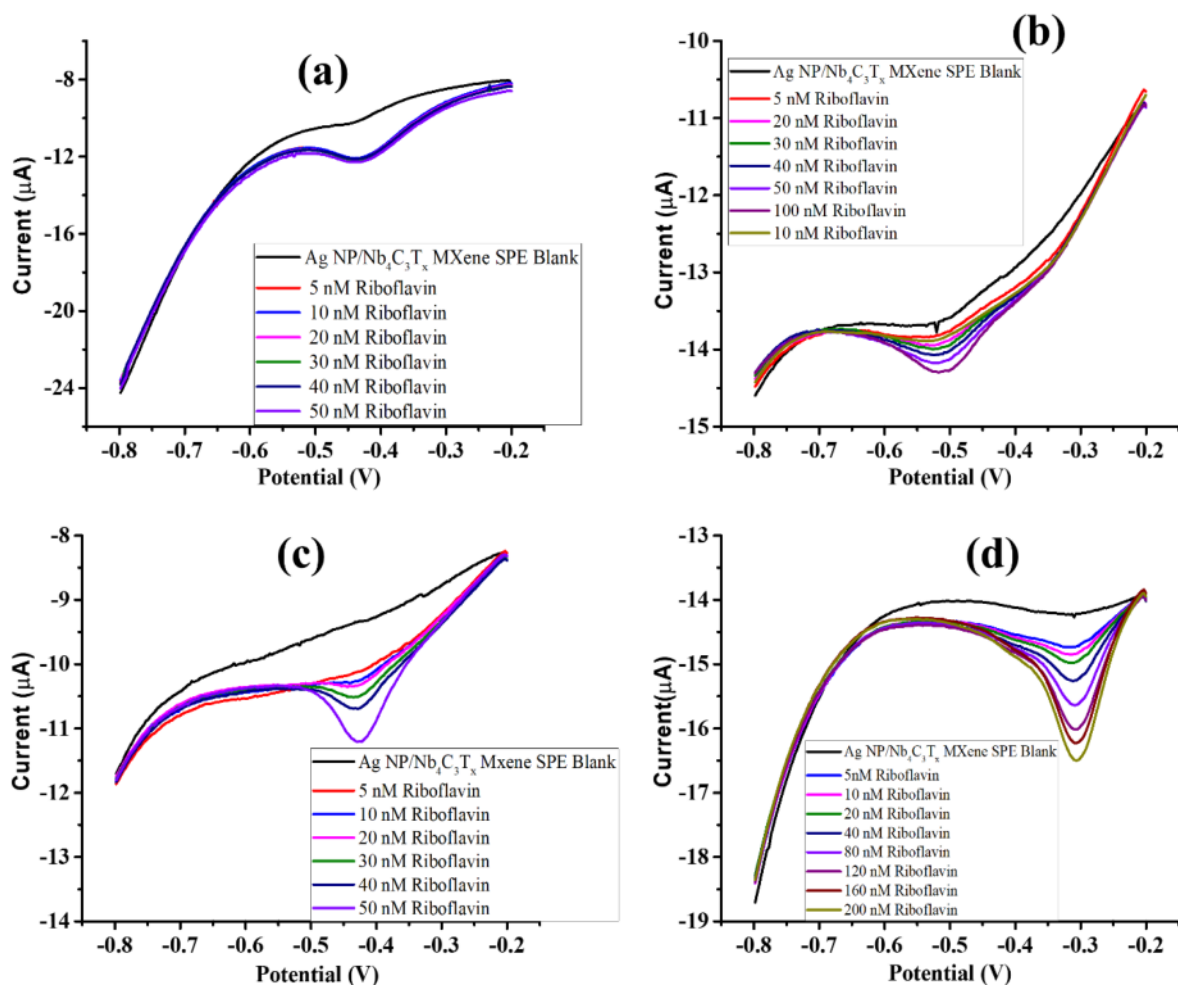 (a)
Current (µA)
-8
-12
-16
-20
-24
Ag NP/Nb₄C₃Tₓ MXene SPE Blank
5 nM Riboflavin
10 nM Riboflavin
20 nM Riboflavin
30 nM Riboflavin
40 nM Riboflavin
50 nM Riboflavin
-0.8 -0.7 -0.6 -0.5 -0.4 -0.3 -0.2
Potential (V)
(b)
Current (µA)
-10
-11
-12
-13
-14
-15
Ag NP/Nb₄C₃Tₓ MXene SPE Blank
5 nM Riboflavin
20 nM Riboflavin
30 nM Riboflavin
40 nM Riboflavin
50 nM Riboflavin
100 nM Riboflavin
10 nM Riboflavin
-0.8 -0.7 -0.6 -0.5 -0.4 -0.3 -0.2
Potential (V)
(c)
Current (µA)
-8
-9
-10
-11
-12
-13
-14
Ag NP/Nb₄C₃Tₓ Mxene SPE Blank
5 nM Riboflavin
10 nM Riboflavin
20 nM Riboflavin
30 nM Riboflavin
40 nM Riboflavin
50 nM Riboflavin
-0.8 -0.7 -0.6 -0.5 -0.4 -0.3 -0.2
Potential (V)
(d)
Current(µA)
-13
-14
-15
-16
-17
-18
-19
Ag NP/Nb₄C₃Tₓ MXene SPE Blank
5nM Riboflavin
10 nM Riboflavin
20 nM Riboflavin
40 nM Riboflavin
80 nM Riboflavin
120 nM Riboflavin
160 nM Riboflavin
200 nM Riboflavin
-0.8 -0.7 -0.6 -0.5 -0.4 -0.3 -0.2
Potential (V)